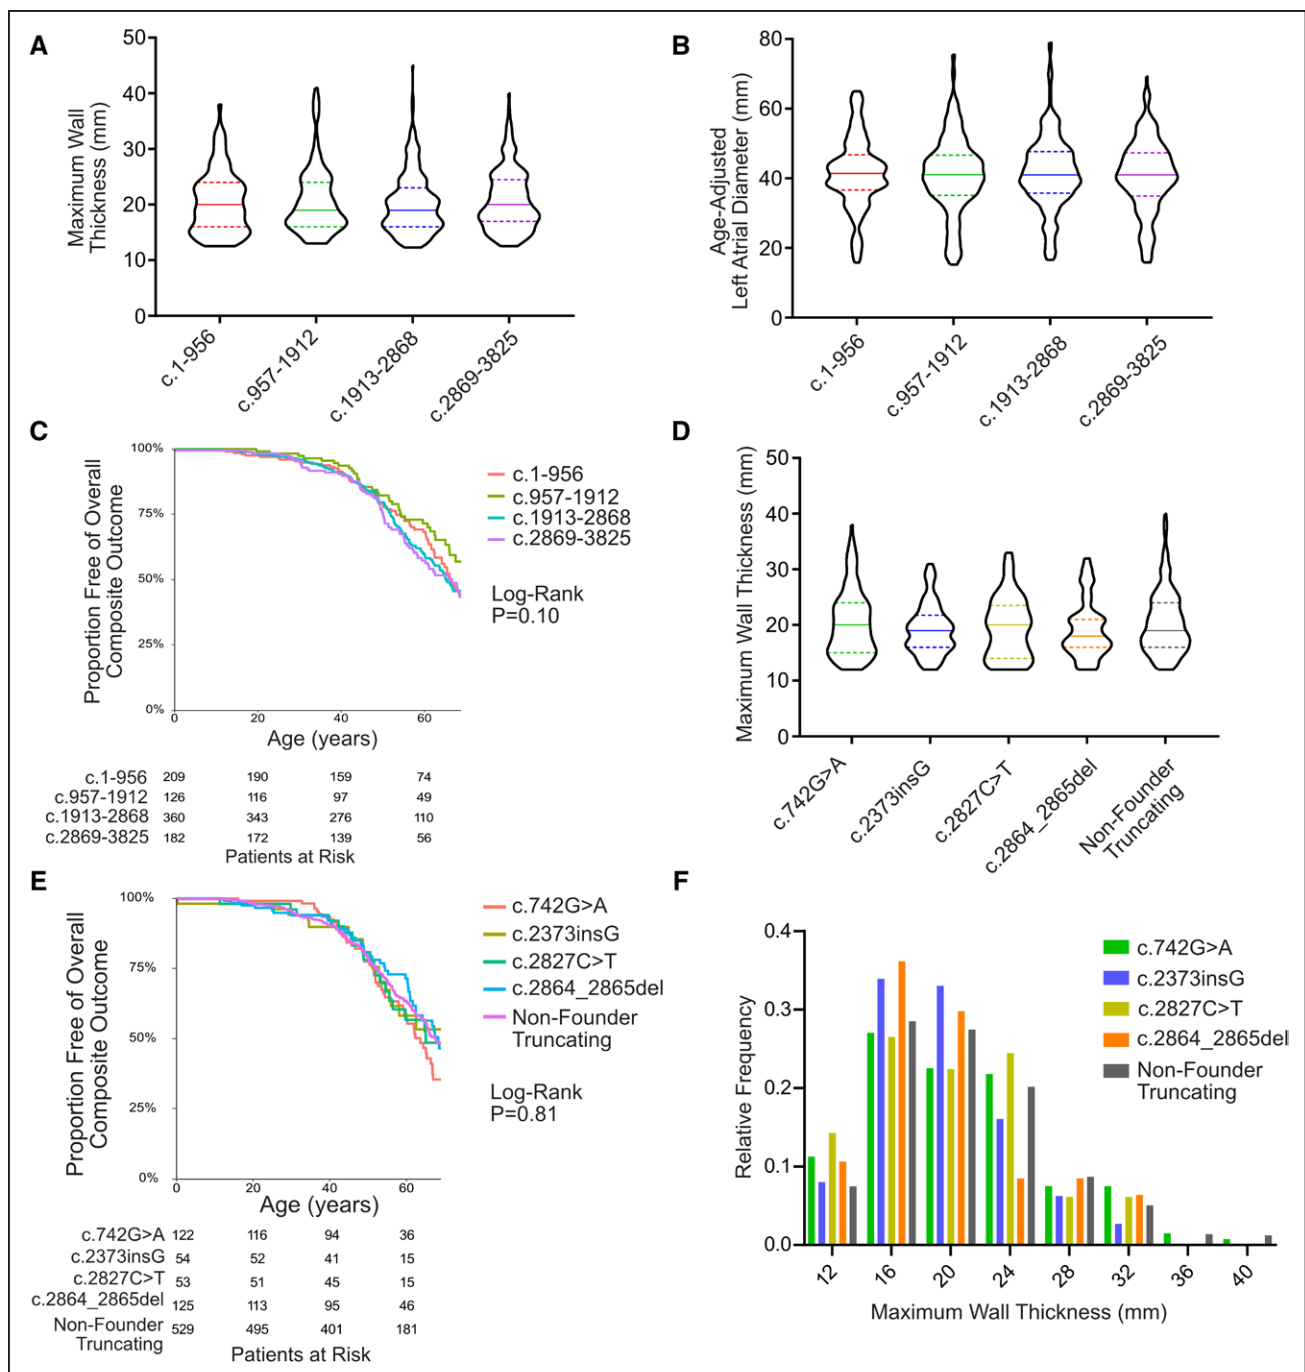 A
50
40
30
20
10
0
Maximum Wall
Thickness (mm)
c.1-956
c.957-1912
c.1913-2868
c.2869-3825
B
80
60
40
20
0
Age-Adjusted
Left Atrial Diameter (mm)
c.1-956
c.957-1912
c.1913-2868
c.2869-3825
C
100%
75%
50%
25%
0%
Proportion Free of Overall
Composite Outcome
0 20 40 60
Age (years)
c.1-956
c.957-1912
c.1913-2868
c.2869-3825
Log-Rank
P=0.10
c.1-956 209 190 159 74
c.957-1912 126 116 97 49
c.1913-2868 360 343 276 110
c.2869-3825 182 172 139 56
Patients at Risk
D
50
40
30
20
10
0
Maximum Wall Thickness (mm)
c.742G>A
c.2373insG
c.2827C>T
c.2864_2865del
Non-Founder
Truncating
E
100%
75%
50%
25%
0%
Proportion Free of Overall
Composite Outcome
0 20 40 60
Age (years)
c.742G>A
c.2373insG
c.2827C>T
c.2864_2865del
Non-Founder
Truncating
Log-Rank
P=0.81
c.742G>A 122 116 94 36
c.2373insG 54 52 41 15
c.2827C>T 53 51 45 15
c.2864_2865del 125 113 95 46
Non-Founder
Truncating 529 495 401 181
Patients at Risk
F
0.4
0.3
0.2
0.1
0.0
Relative Frequency
c.742G>A
c.2373insG
c.2827C>T
c.2864_2865del
Non-Founder
Truncating
12 16 20 24 28 32 36 40
Maximum Wall Thickness (mm)